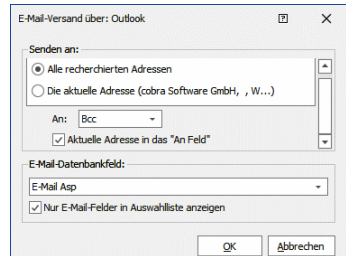 E-Mail-Versand über: Outlook
Senden an:
Alle recherchierten Adressen
Die aktuelle Adresse (cobra Software GmbH, , W...)
An: Bcc
Aktuelle Adresse in das "An Feld"
E-Mail-Datenbankfeld:
E-Mail Asp
Nur E-Mail-Felder in Auswahlliste anzeigen
OK Abbrechen